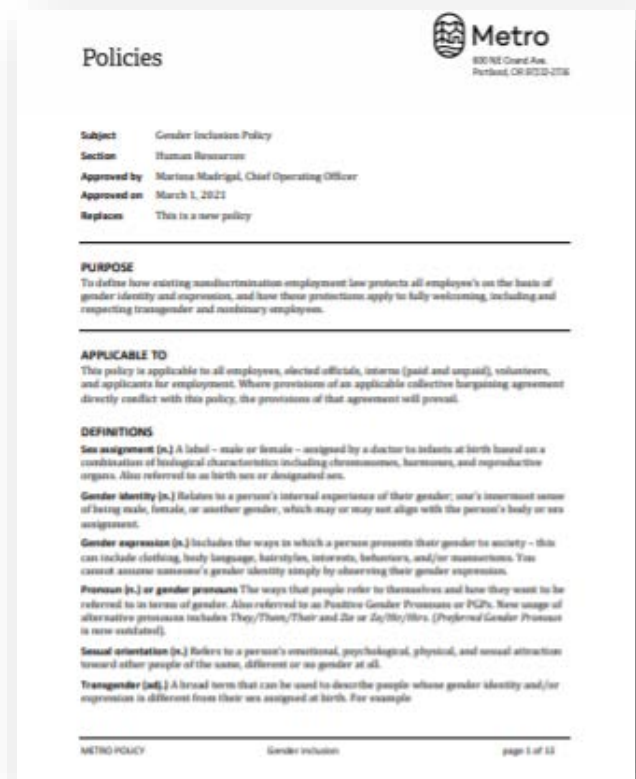 Policies
Metro
600 NE Grand Ave.
Portland, OR 97232-2736
Subject Gender Inclusion Policy
Section Human Resources
Approved by Marissa Madrigal, Chief Operating Officer
Approved on March 1, 2021
Replaces This is a new policy
PURPOSE
To define how existing nondiscrimination employment law protects all employee's on the basis of
gender identity and expression, and how those protections apply to fully welcoming, including and
respecting transgender and nonbinary employees.
APPLICABLE TO
This policy is applicable to all employees, elected officials, interns (paid and unpaid), volunteers,
and applicants for employment. Where provisions of an applicable collective bargaining agreement
directly conflict with this policy, the provisions of that agreement will prevail.
DEFINITIONS
Sex assignment (n.) A label – male or female – assigned by a doctor to infants at birth based on a
combination of biological characteristics including chromosomes, hormones, and reproductive
organs. Also referred to as birth sex or designated sex.
Gender identity (n.) Relates to a person's internal experience of their gender; one's innermost sense
of being male, female, or another gender, which may or may not align with the person's body or sex
assignment.
Gender expression (n.) Includes the ways in which a person presents their gender to society – this
can include clothing, body language, hairstyles, interests, behaviors, and/or mannerisms. You
cannot assume someone's gender identity simply by observing their gender expression.
Pronoun (n.) or gender pronouns The ways that people refer to themselves and how they want to be
referred to in terms of gender. Also referred to as Positive Gender Pronouns or PGPs. New usage of
alternative pronouns includes They/Them/Their and Zie or Ze/Hir/Hirs. (Preferred Gender Pronoun
is now outdated).
Sexual orientation (n.) Refers to a person's emotional, psychological, physical, and sexual attraction
toward other people of the same, different or no gender at all.
Transgender (adj.) A broad term that can be used to describe people whose gender identity and/or
expression is different from their sex assigned at birth. For example
METRO POLICY Gender Inclusion page 1 of 13